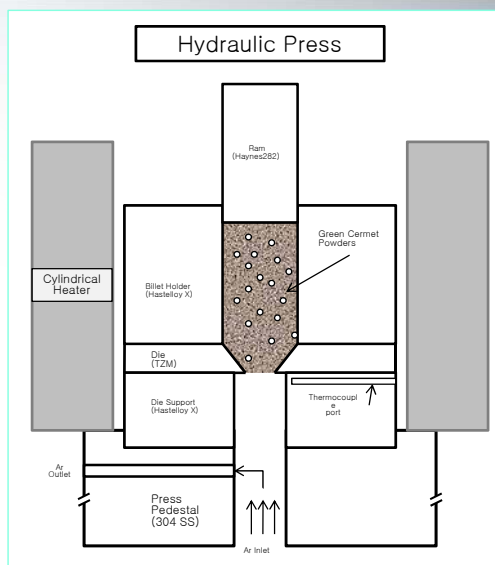 Hydraulic Press
Ram
(Haynes282)
Green Cermet
Powders
Cylindrical
Heater
Billet Holder
(Hastelloy X)
Die
(TZM)
Die Support
(Hastelloy X)
Thermocoupl
e
port
Ar
Outlet
Press
Pedestal
(304 SS)
Ar Inlet